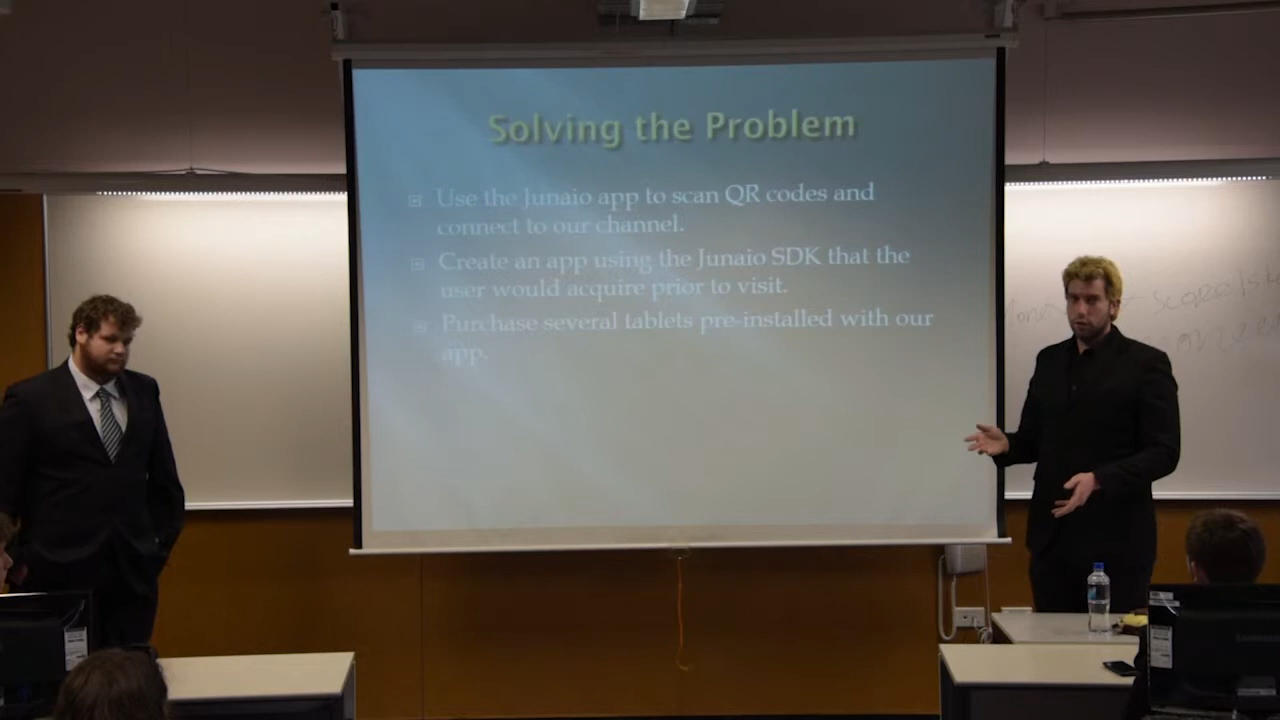 Solving the Problem
Use the Junaio app to scan QR codes and
connect to our channel.
Create an app using the Junaio SDK that the
user would acquire prior to visit.
Purchase several tablets pre-installed with our
app.